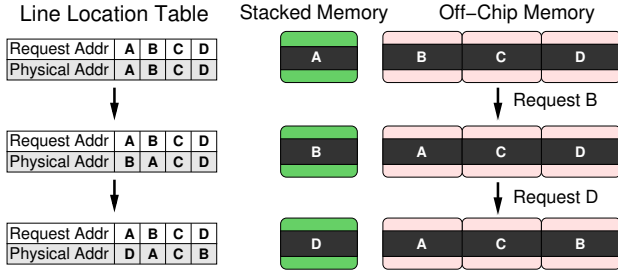 Line Location Table
Stacked Memory
Off-Chip Memory
Request Addr A B C D
Physical Addr A B C D
A
B C D
Request B
Request Addr A B C D
Physical Addr B A C D
B
A C D
Request D
Request Addr A B C D
Physical Addr D A C B
D
A C B